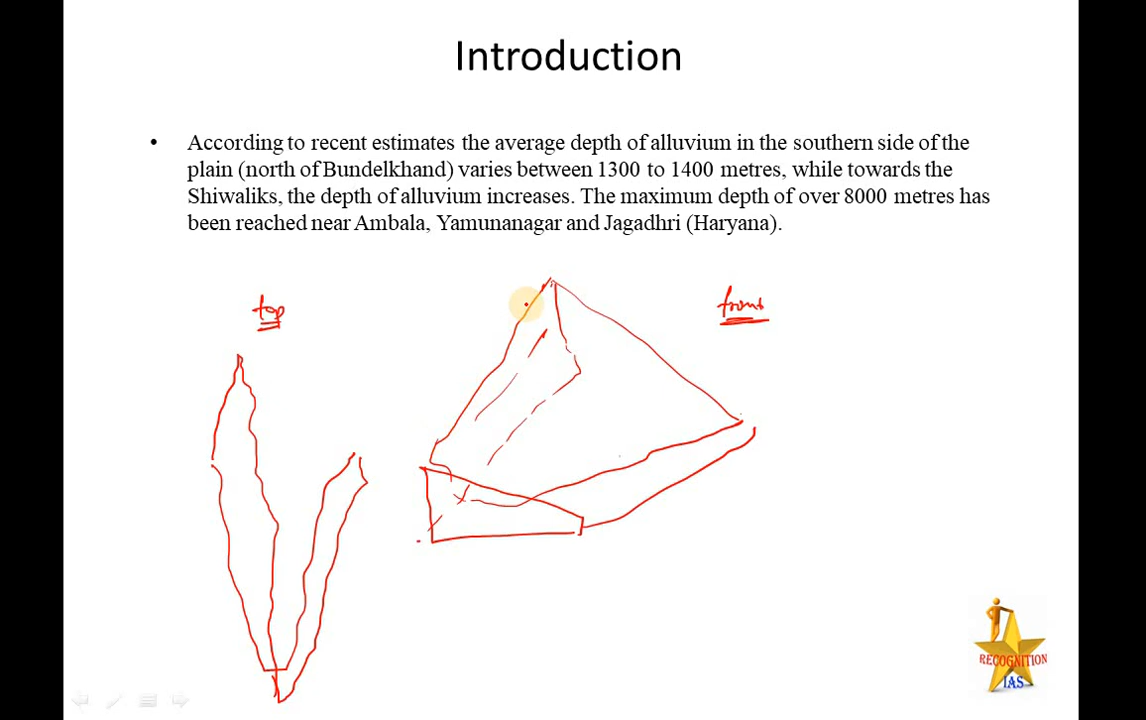 Introduction
• According to recent estimates the average depth of alluvium in the southern side of the
plain (north of Bundelkhand) varies between 1300 to 1400 metres, while towards the
Shiwaliks, the depth of alluvium increases. The maximum depth of over 8000 metres has
been reached near Ambala, Yamunanagar and Jagadhri (Haryana).
top
front
RECOGNITION
IAS